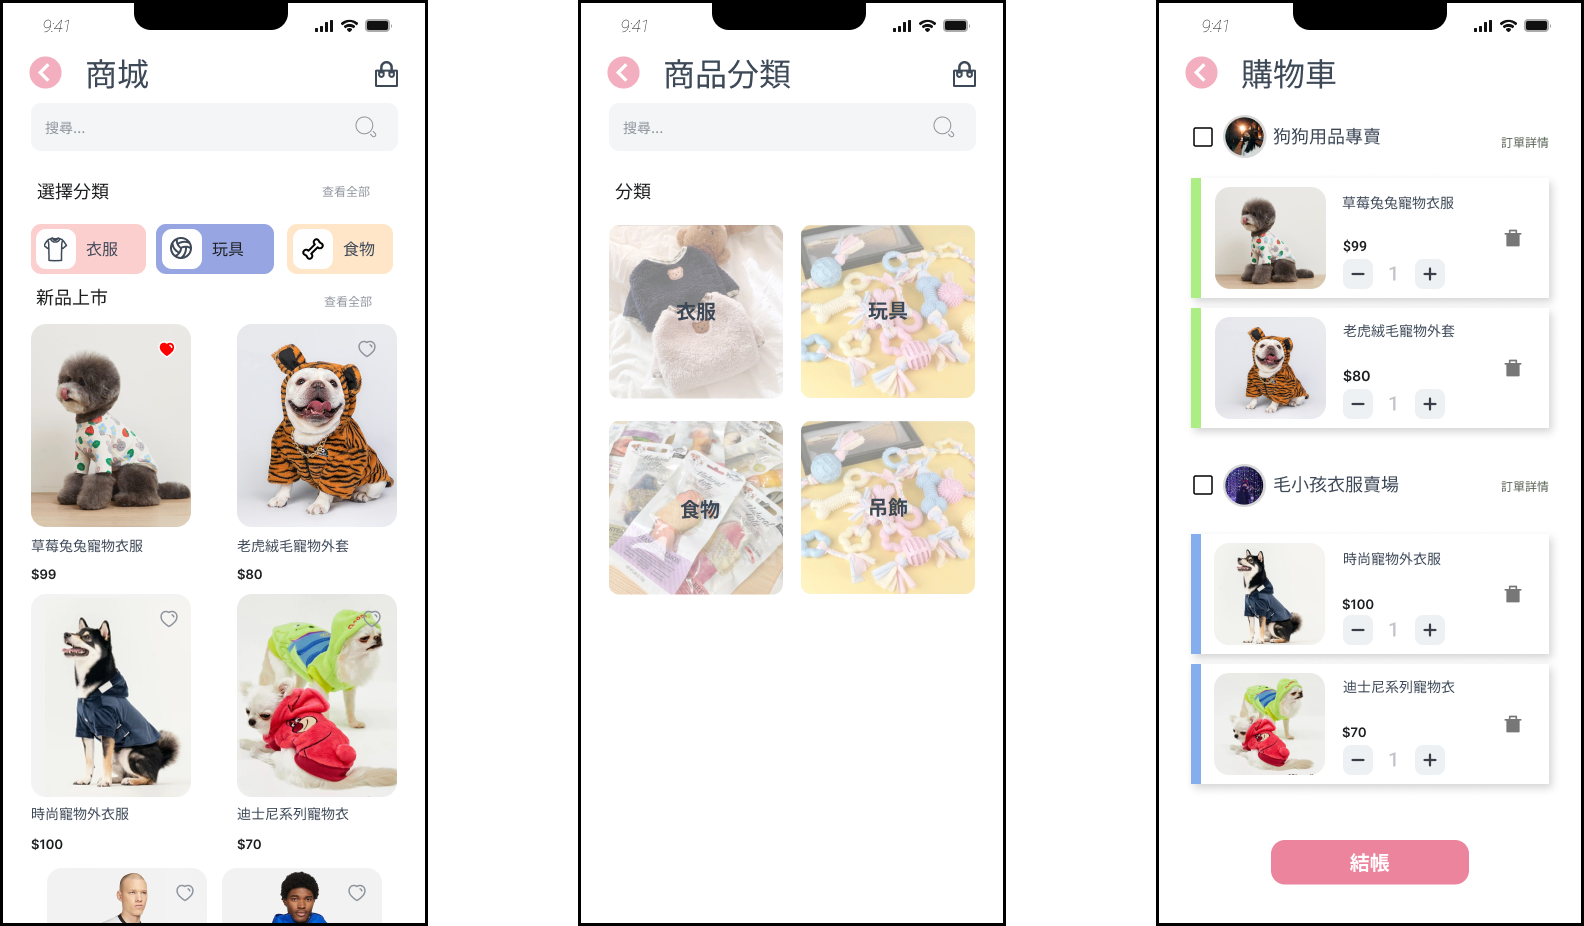 9:41
商城
搜尋...
選擇分類
查看全部
衣服
玩具
食物
新品上市
查看全部
草莓兔兔寵物衣服
$99
老虎絨毛寵物外套
$80
時尚寵物外衣服
$100
迪士尼系列寵物衣
$70
9:41
商品分類
搜尋...
分類
衣服
玩具
食物
吊飾
9:41
購物車
狗狗用品專賣
訂單詳情
草莓兔兔寵物衣服
$99
1
老虎絨毛寵物外套
$80
1
毛小孩衣服賣場
訂單詳情
時尚寵物外衣服
$100
1
迪士尼系列寵物衣
$70
1
結帳